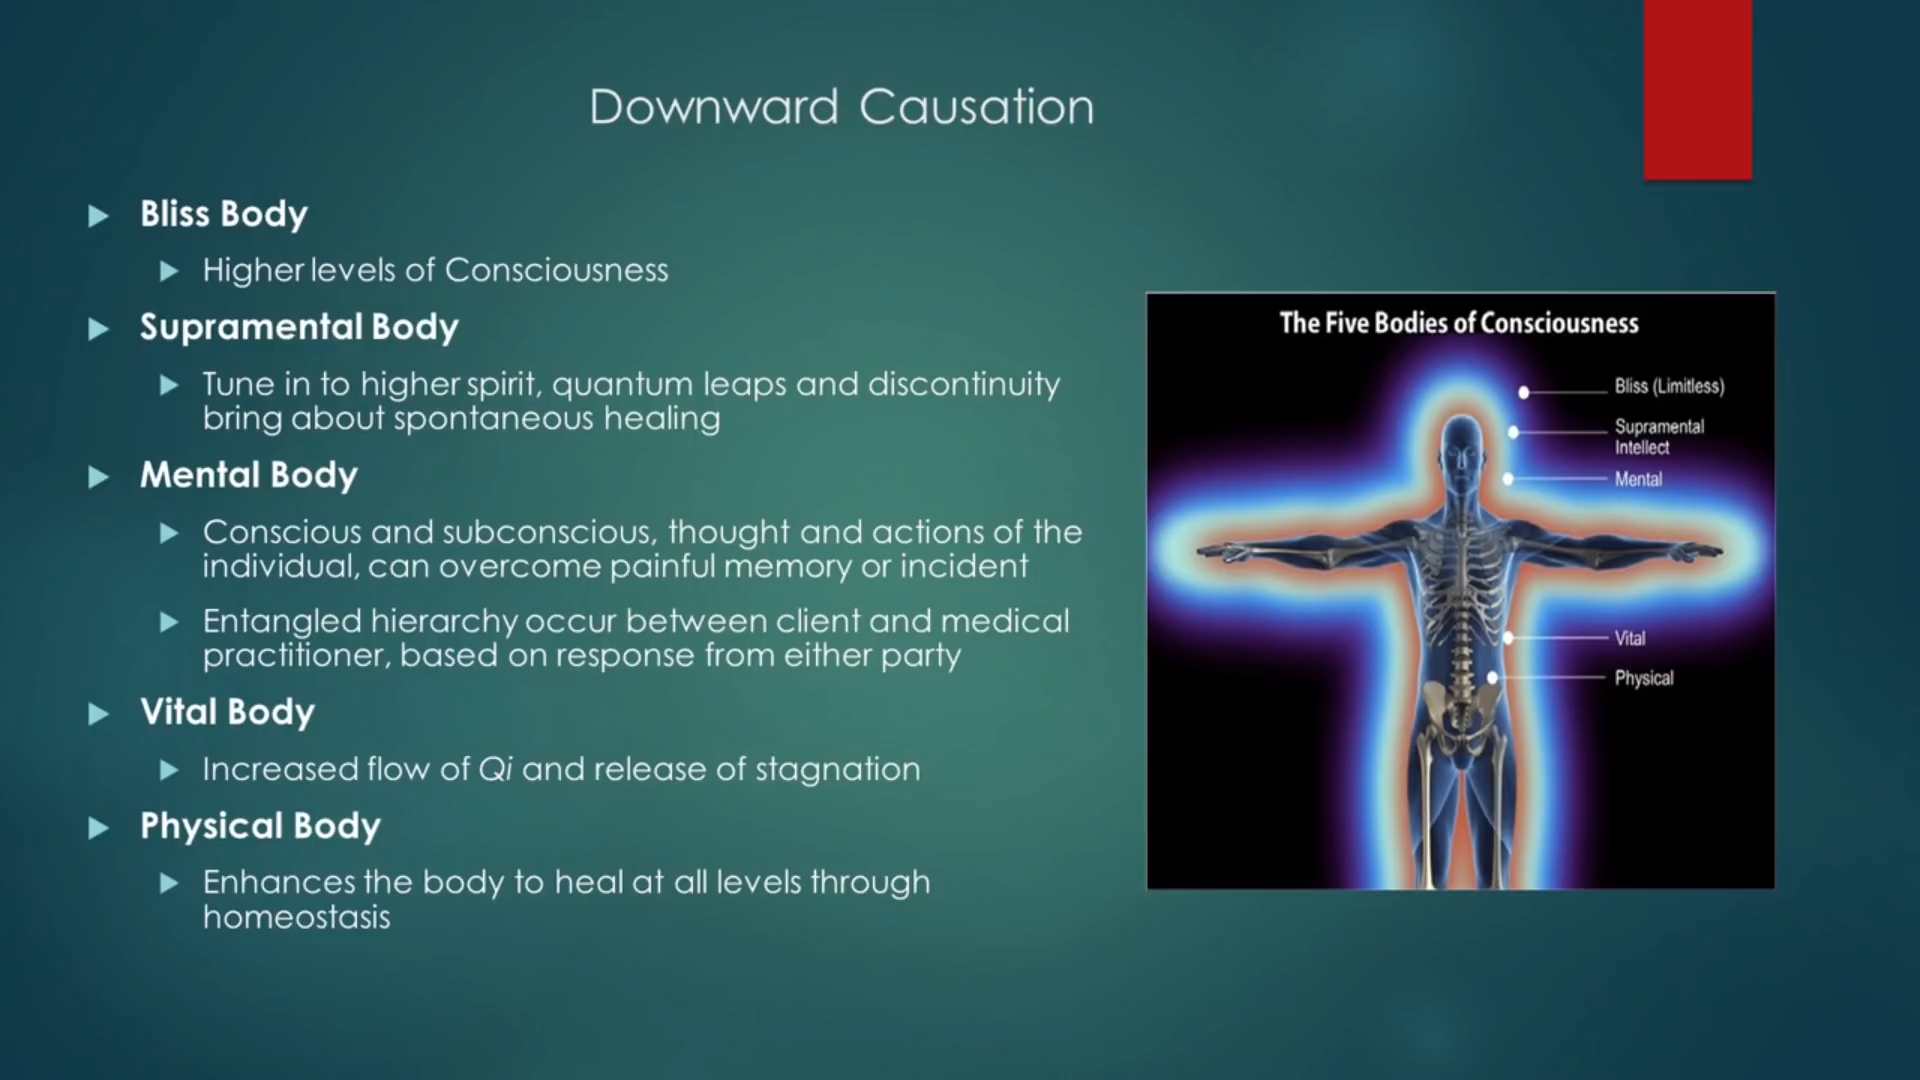 Downward Causation
Bliss Body
Higher levels of Consciousness
Supramental Body
Tune in to higher spirit, quantum leaps and discontinuity
bring about spontaneous healing
Mental Body
Conscious and subconscious, thought and actions of the
individual, can overcome painful memory or incident
Entangled hierarchy occur between client and medical
practitioner, based on response from either party
Vital Body
Increased flow of Qi and release of stagnation
Physical Body
Enhances the body to heal at all levels through
homeostasis
The Five Bodies of Consciousness
Bliss (Limitless)
Supramental
Intellect
Mental
Vital
Physical